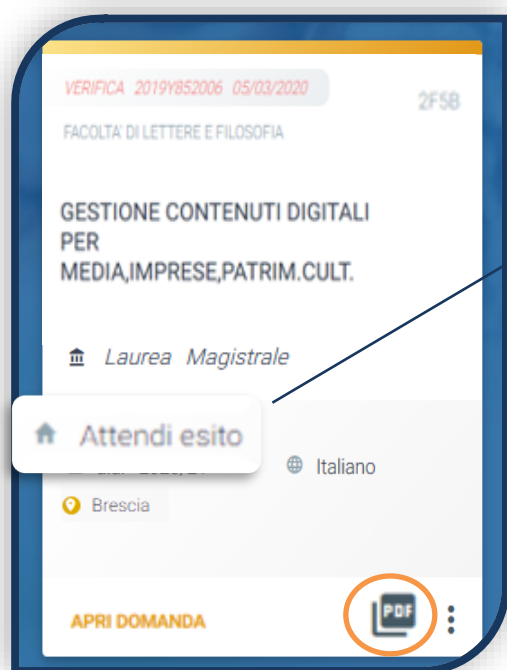 VERIFICA 2019Y852006 05/03/2020
2F5B
FACOLTA' DI LETTERE E FILOSOFIA
GESTIONE CONTENUTI DIGITALI
PER
MEDIA,IMPRESE,PATRIM.CULT.
Laurea Magistrale
Attendi esito
Italiano
Brescia
APRI DOMANDA
PDF